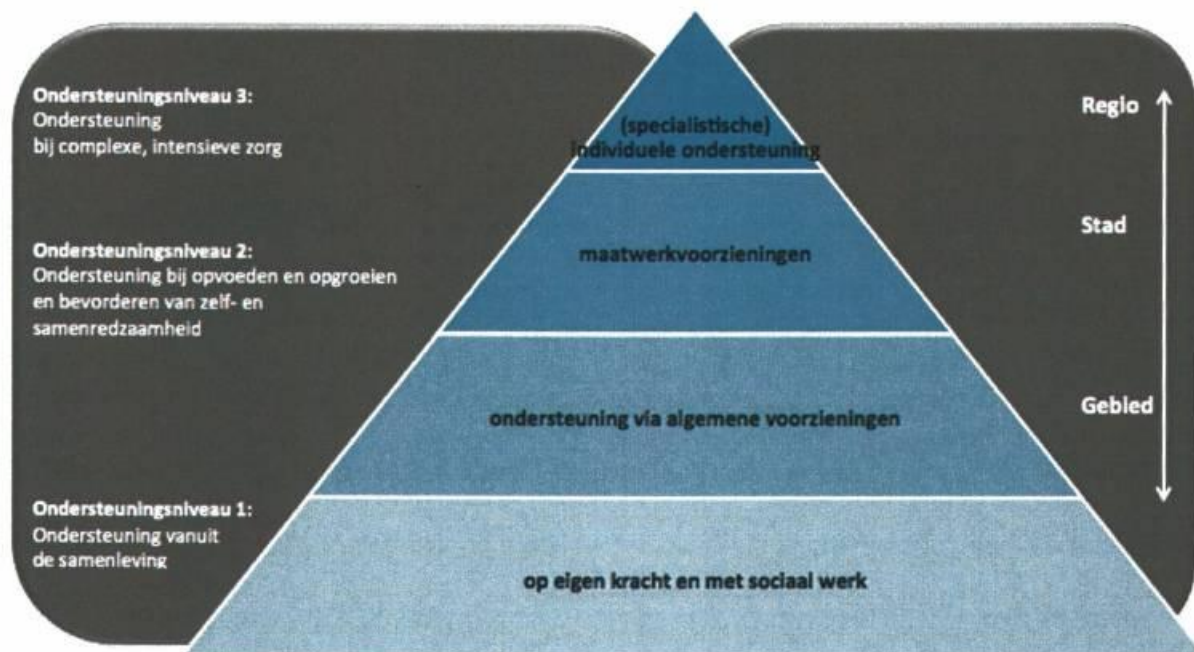 Ondersteuningsniveau 3:
Ondersteuning
bij complexe, intensieve zorg
Ondersteuningsniveau 2:
Ondersteuning bij opvoeden en opgroeien
en bevorderen van zelf- en
samenredzaamheid
Ondersteuningsniveau 1:
Ondersteuning vanuit
de samenleving
(specialistische)
individuele ondersteuning
maatwerkvoorzieningen
ondersteuning via algemene voorzieningen
op eigen kracht en met sociaal werk
Regio
Stad
Gebied